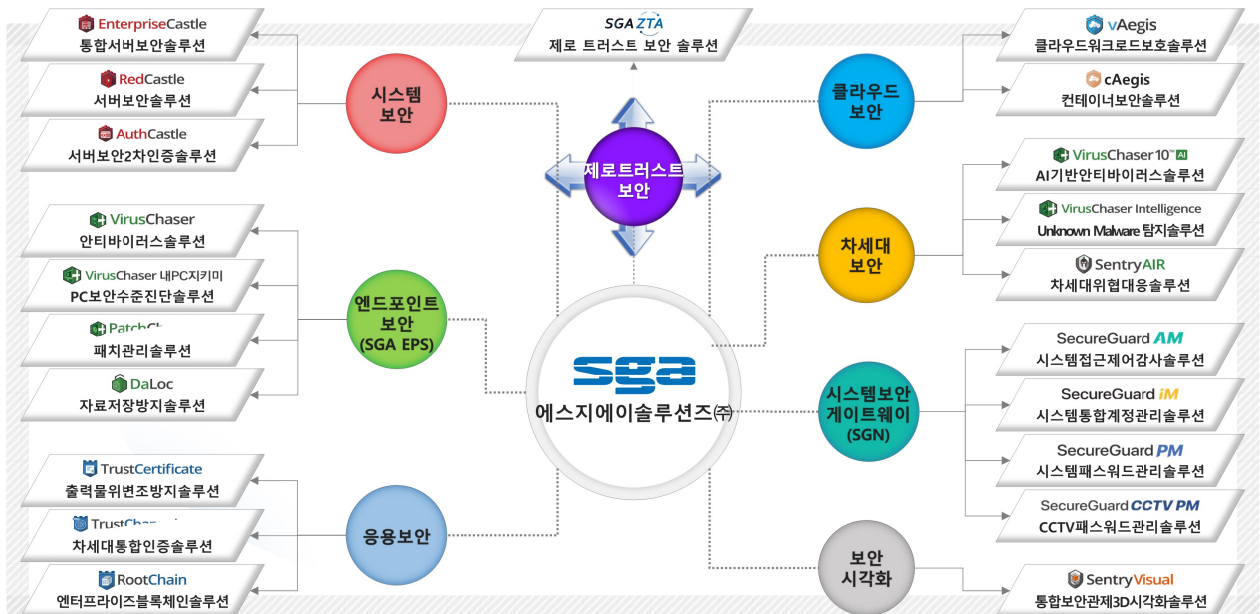 EnterpriseCastle
통합서버보안솔루션
RedCastle
서버보안솔루션
AuthCastle
서버보안2차인증솔루션
시스템
보안
SGA ZTA
제로 트러스트 보안 솔루션
제로트러스트
보안
클라우드
보안
vAegis
클라우드워크로드보호솔루션
cAegis
컨테이너보안솔루션
VirusChaser
안티바이러스솔루션
VirusChaser 내PC지키미
PC보안수준진단솔루션
패치관리솔루션
DaLoc
자료저장방지솔루션
엔드포인트
보안
(SGA EPS)
차세대
보안
VirusChaser 10™ AI
AI기반안티바이러스솔루션
VirusChaser Intelligence
Unknown Malware 탐지솔루션
SentryAIR
차세대위협대응솔루션
sga
에스지에이솔루션즈㈜
시스템보안
게이트웨이
(SGN)
SecureGuard AM
시스템접근제어감사솔루션
SecureGuard iM
시스템통합계정관리솔루션
SecureGuard PM
시스템패스워드관리솔루션
SecureGuard CCTV PM
CCTV패스워드관리솔루션
TrustCertificate
출력물위변조방지솔루션
차세대통합인증솔루션
RootChain
엔터프라이즈블록체인솔루션
응용보안
보안
시각화
SentryVisual
통합보안관제3D시각화솔루션